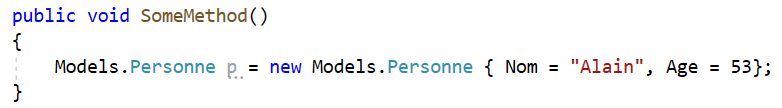 public void SomeMethod()
{
    Models.Personne p = new Models.Personne { Nom = "Alain", Age = 53};
}